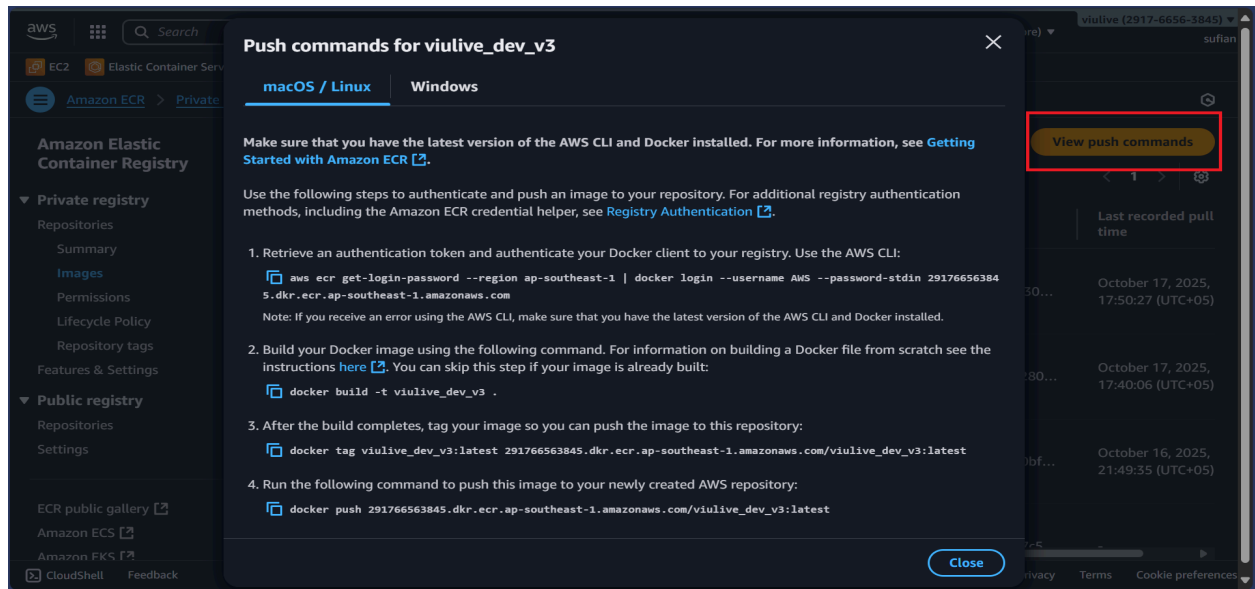 aws
Search
re)
viulive (2917-6656-3845)
sufian
EC2
Elastic Container Serv
Amazon ECR > Private
Amazon Elastic
Container Registry
Private registry
Repositories
Summary
Images
Permissions
Lifecycle Policy
Repository tags
Features & Settings
Public registry
Repositories
Settings
ECR public gallery
Amazon ECS
Amazon EKS
CloudShell Feedback
Push commands for viulive_dev_v3
macOS / Linux
Windows
Make sure that you have the latest version of the AWS CLI and Docker installed. For more information, see Getting
Started with Amazon ECR.
Use the following steps to authenticate and push an image to your repository. For additional registry authentication
methods, including the Amazon ECR credential helper, see Registry Authentication.
1. Retrieve an authentication token and authenticate your Docker client to your registry. Use the AWS CLI:
aws ecr get-login-password --region ap-southeast-1 | docker login --username AWS --password-stdin 29176656384
5.dkr.ecr.ap-southeast-1.amazonaws.com
Note: If you receive an error using the AWS CLI, make sure that you have the latest version of the AWS CLI and Docker installed.
2. Build your Docker image using the following command. For information on building a Docker file from scratch see the
instructions here. You can skip this step if your image is already built:
docker build -t viulive_dev_v3 .
3. After the build completes, tag your image so you can push the image to this repository:
docker tag viulive_dev_v3:latest 291766563845.dkr.ecr.ap-southeast-1.amazonaws.com/viulive_dev_v3:latest
4. Run the following command to push this image to your newly created AWS repository:
docker push 291766563845.dkr.ecr.ap-southeast-1.amazonaws.com/viulive_dev_v3:latest
Close
View push commands
< 1 >
Last recorded pull
time
30...
October 17, 2025,
17:50:27 (UTC+05)
280...
October 17, 2025,
17:40:06 (UTC+05)
bf...
October 16, 2025,
21:49:35 (UTC+05)
-
rivacy Terms Cookie preferences